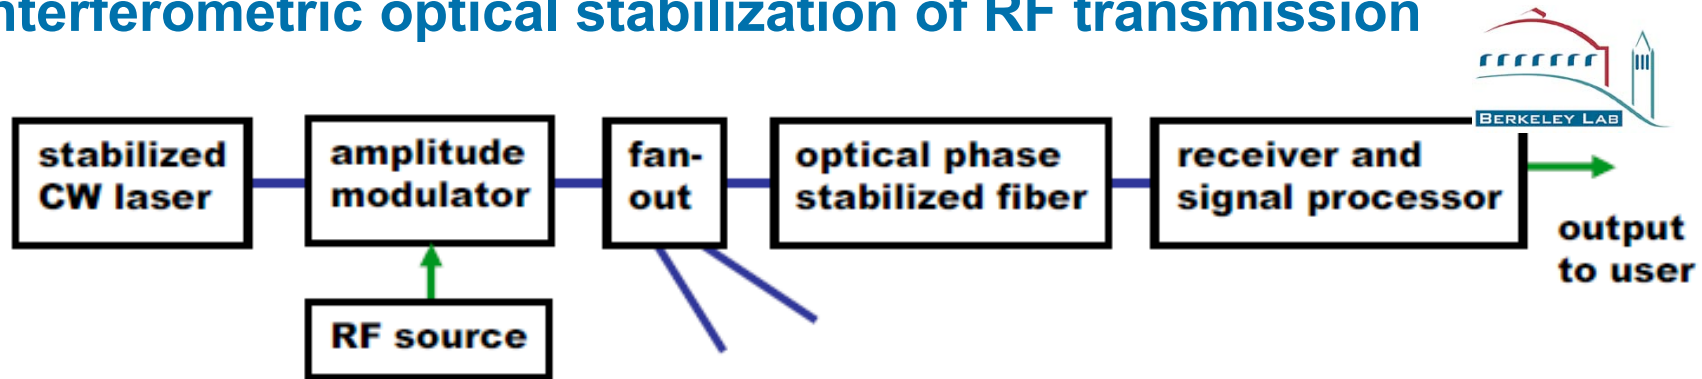 nterferometric optical stabilization of RF transmission
BERKELEY LAB
stabilized
CW laser
amplitude
modulator
fan-
out
optical phase
stabilized fiber
receiver and
signal processor
output
to user
RF source